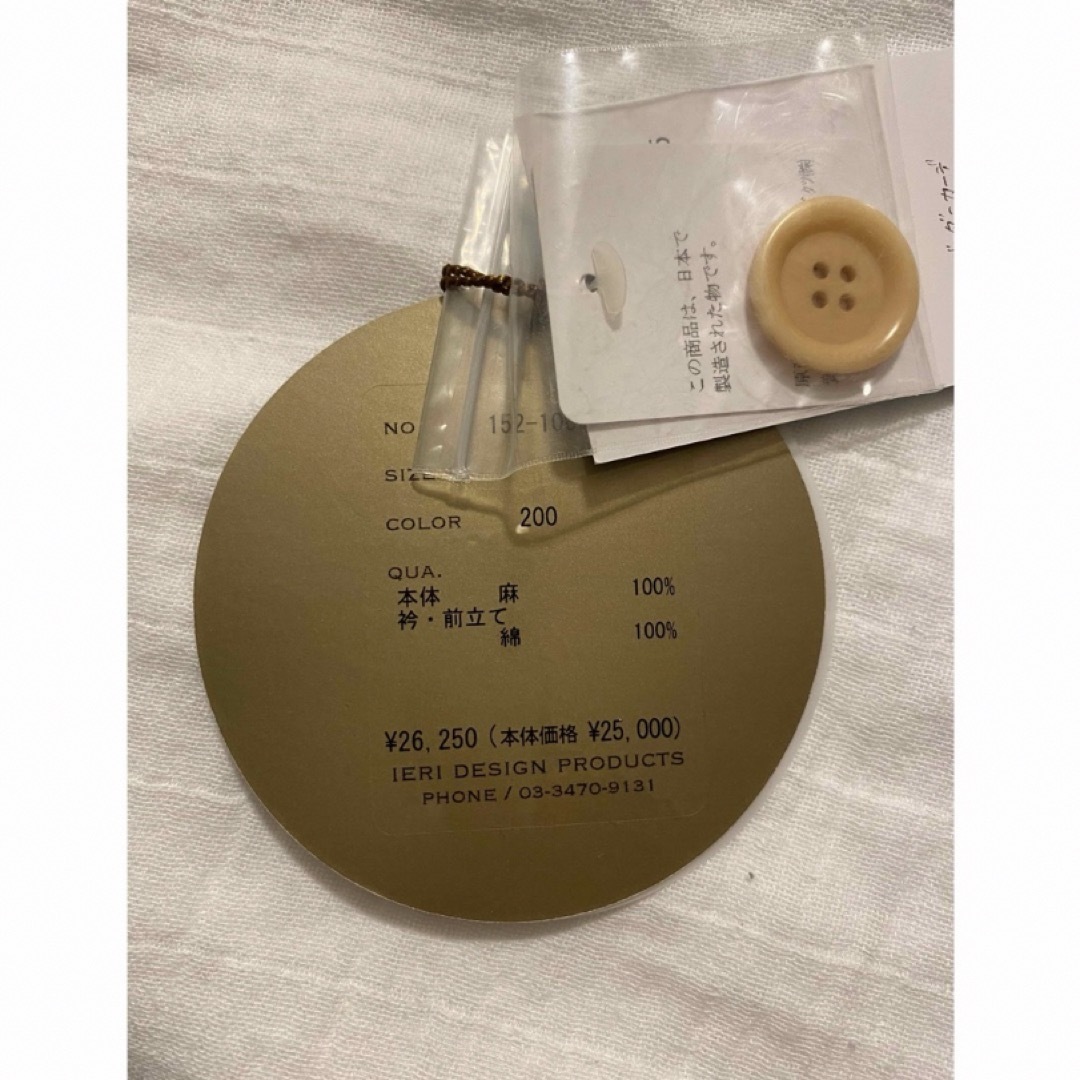 この商品は、日本で
製造された物です。
NO
SIZE
COLOR 200
QUA.
本体 麻 100%
衿・前立て
綿 100%
¥26,250(本体価格 ¥25,000)
IERI DESIGN PRODUCTS
PHONE / 03-3470-9131